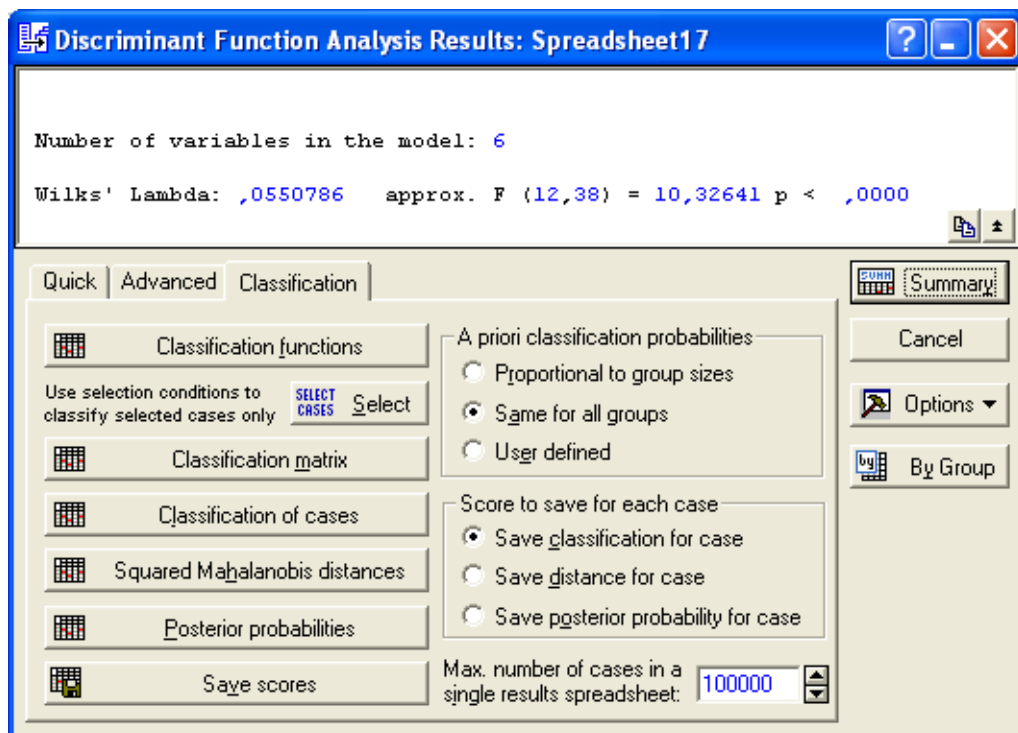 Discriminant Function Analysis Results: Spreadsheet17
Number of variables in the model: 6
Wilks' Lambda: ,0550786 approx. F (12,38) = 10,32641 p < ,0000
Quick
Advanced
Classification
Classification functions
Use selection conditions to
classify selected cases only
SELECT
CASES
Select
Classification matrix
Classification of cases
Squared Mahalanobis distances
Posterior probabilities
Save scores
A priori classification probabilities
Proportional to group sizes
Same for all groups
User defined
Score to save for each case
Save classification for case
Save distance for case
Save posterior probability for case
Max. number of cases in a
single results spreadsheet:
100000
SUMM
Summary
Cancel
Options
by
By Group